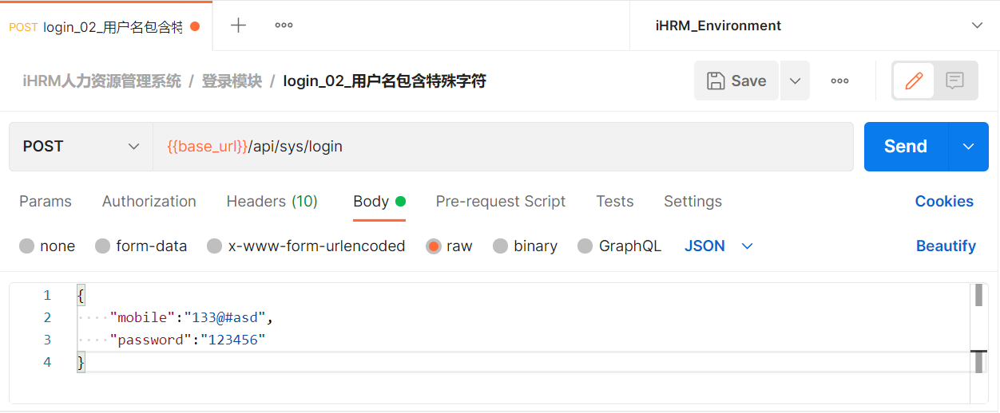 POST login_02_用户名包含特
iHRM_Environment
iHRM人力资源管理系统 / 登录模块 / login_02_用户名包含特殊字符
Save
POST
{{base_url}}/api/sys/login
Send
Params Authorization Headers (10) Body Pre-request Script Tests Settings Cookies
none form-data x-www-form-urlencoded raw binary GraphQL JSON Beautify
1 {
2 "mobile":"133@#asd",
3 "password":"123456"
4 }